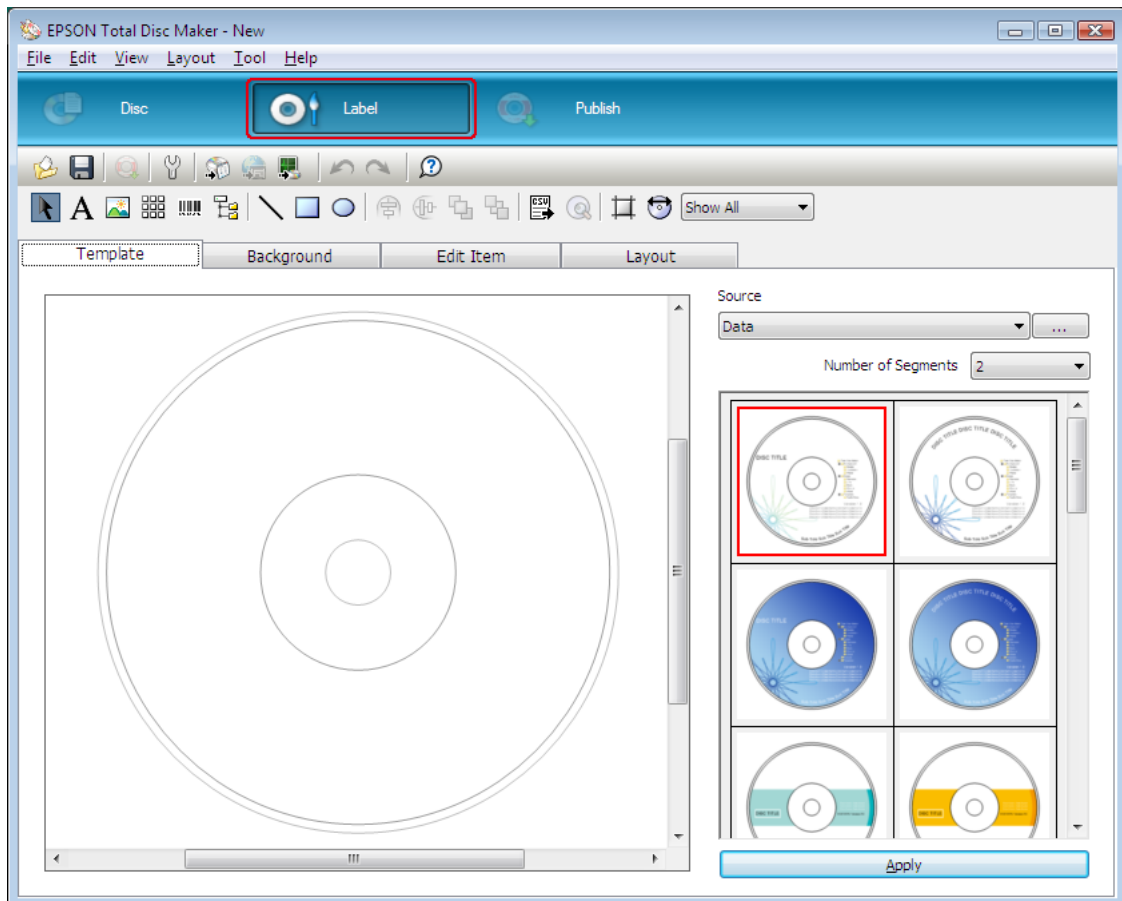 EPSON Total Disc Maker - New
File Edit View Layout Tool Help
Disc Label Publish
A CSV Show All
Template Background Edit Item Layout
Source
Data ...
Number of Segments 2
DISC TITLE
DISC TITLE DISC TITLE DISC TITLE
DISC TITLE
DISC TITLE DISC TITLE DISC TITLE
DISC TITLE
DISC TITLE
Apply